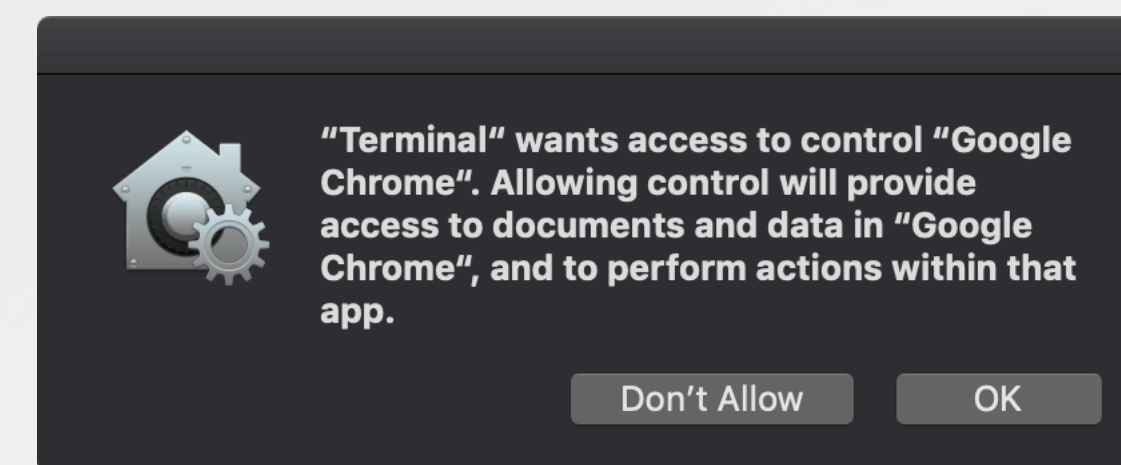 “Terminal“ wants access to control “Google
Chrome“. Allowing control will provide
access to documents and data in “Google
Chrome“, and to perform actions within that
app.
Don’t Allow
OK